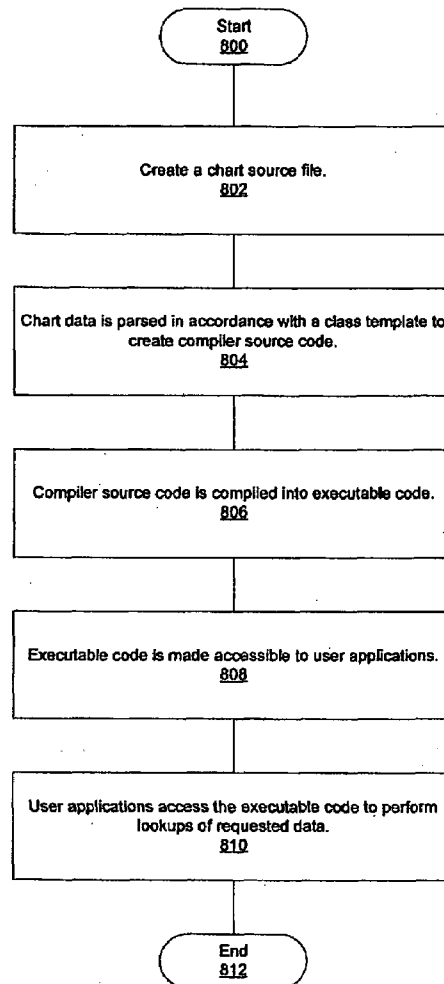 Start
800
Create a chart source file.
802
Chart data is parsed in accordance with a class template to
create compiler source code.
804
Compiler source code is compiled into executable code.
806
Executable code is made accessible to user applications.
808
User applications access the executable code to perform
lookups of requested data.
810
End
812